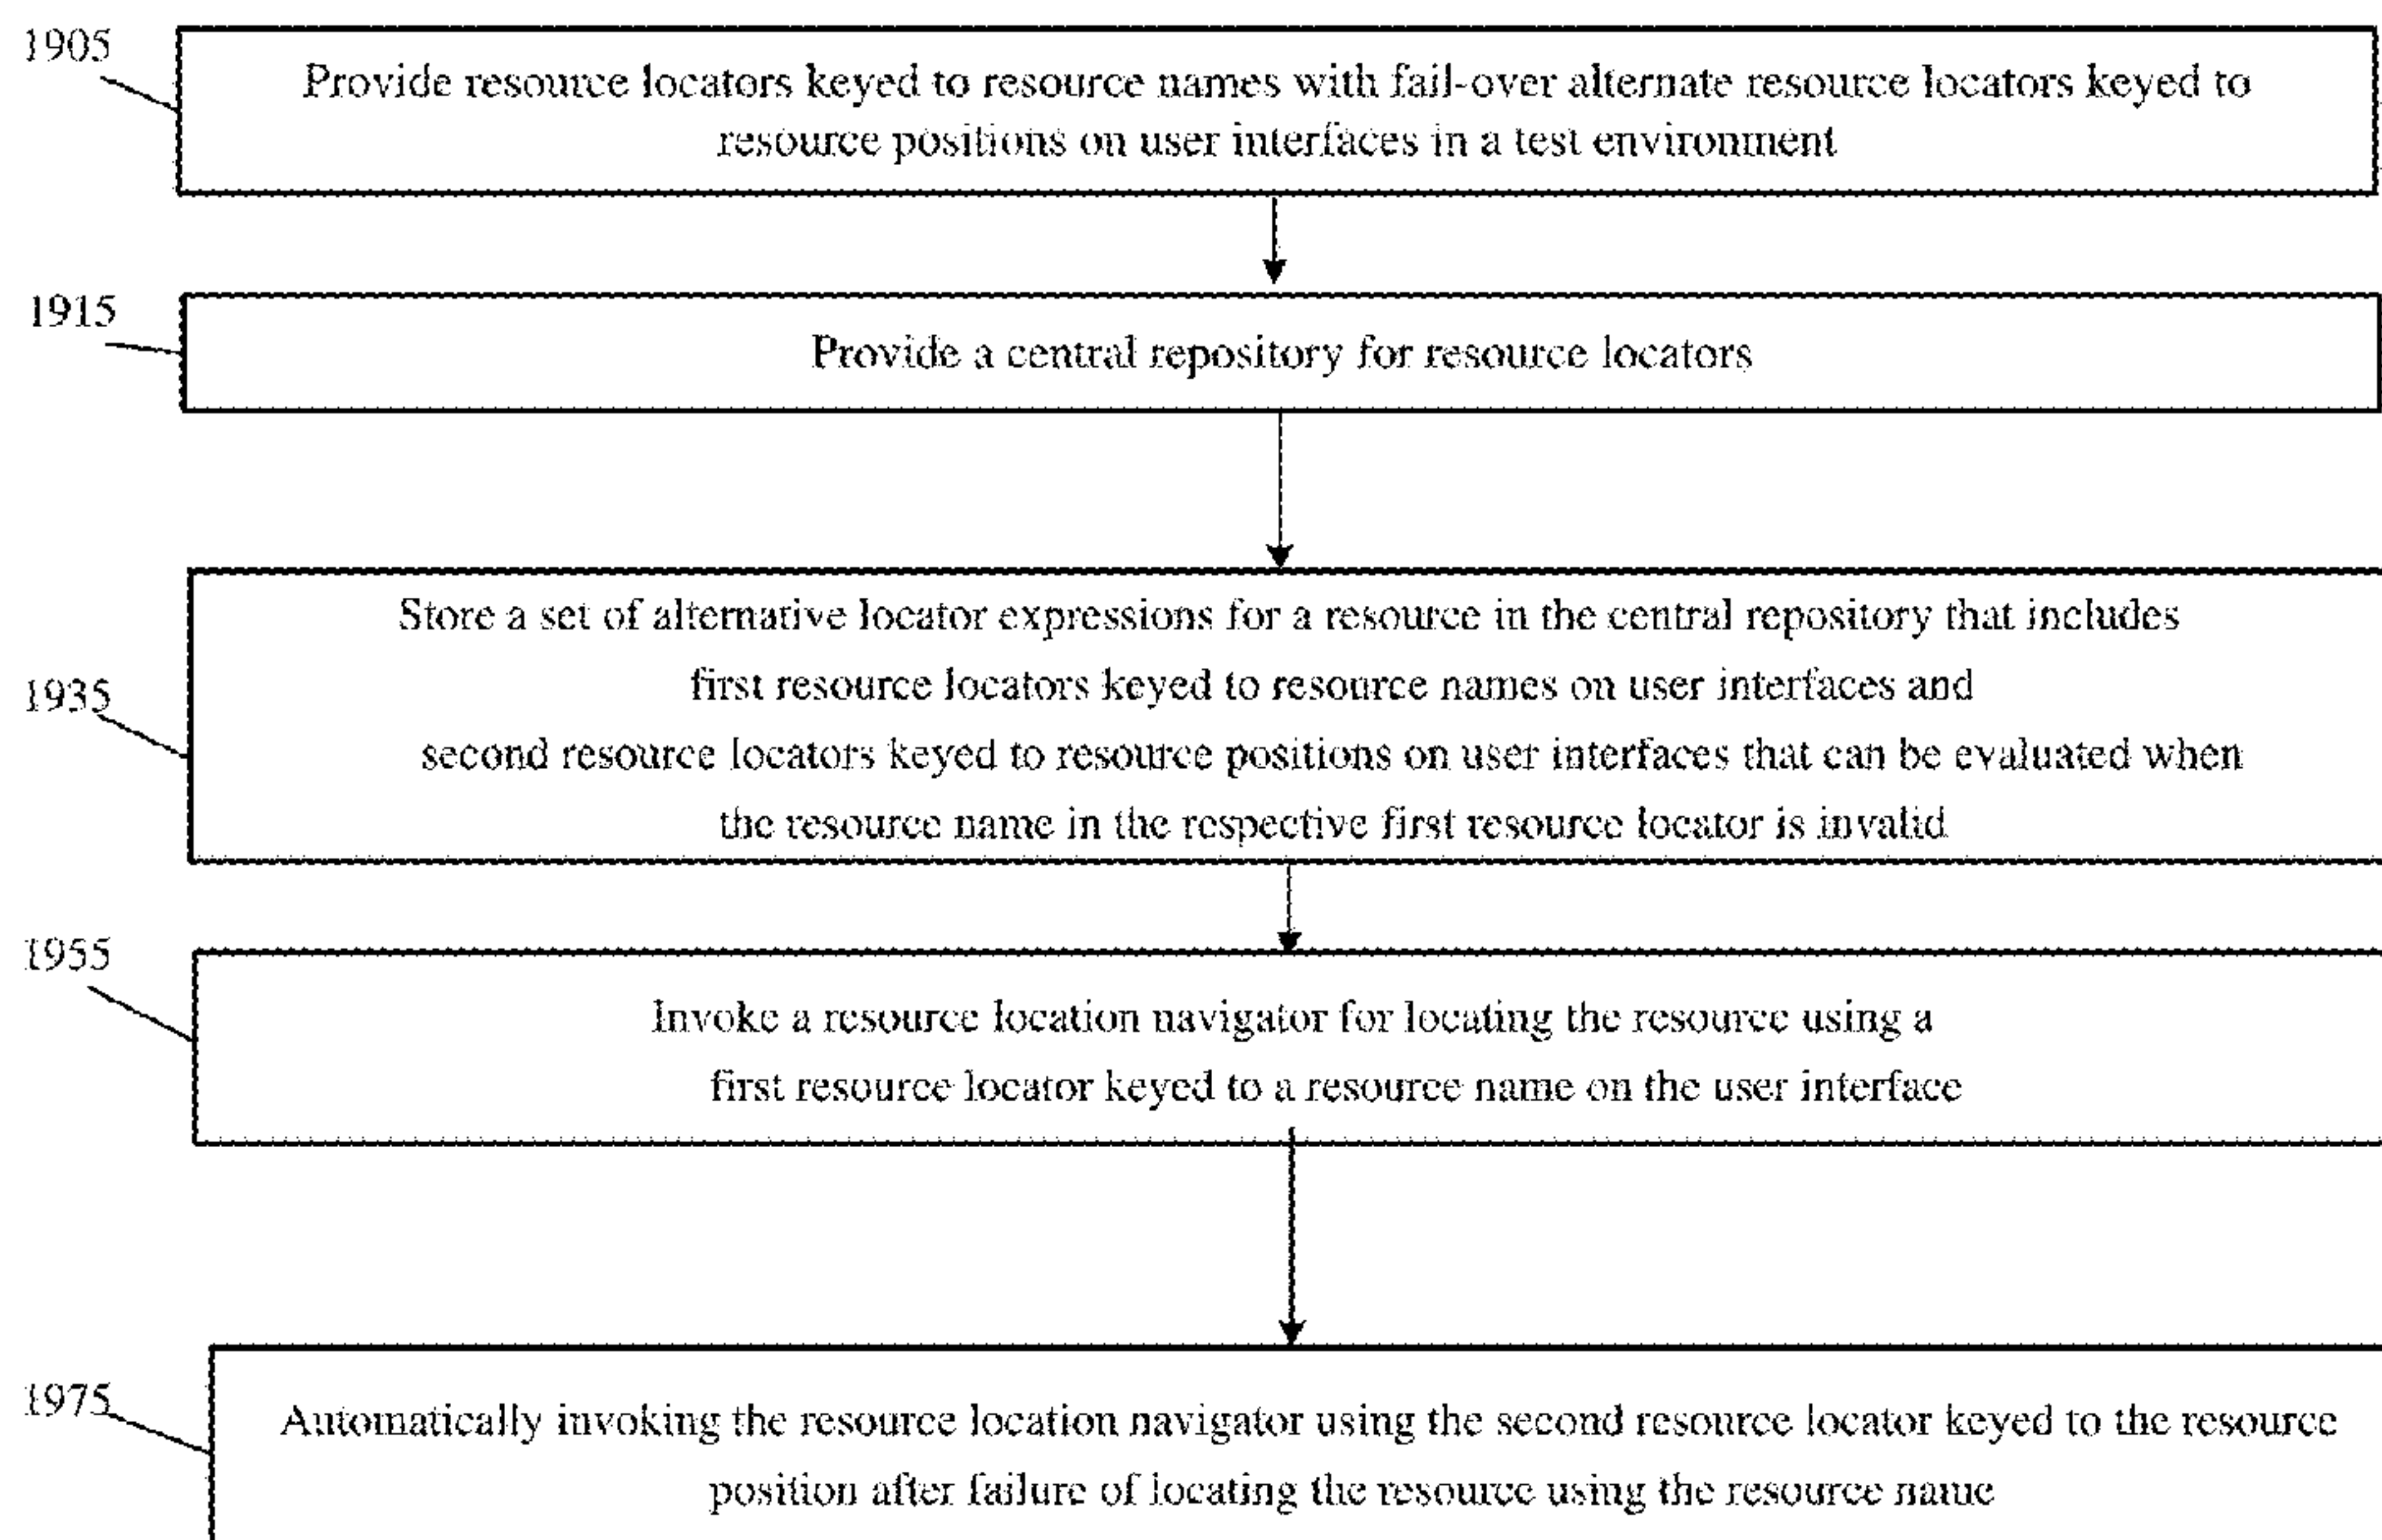 1905
Provide resource locators keyed to resource names with fail-over alternate resource locators keyed to
resource positions on user interfaces in a test environment
1915
Provide a central repository for resource locators
1935
Store a set of alternative locator expressions for a resource in the central repository that includes
first resource locators keyed to resource names on user interfaces and
second resource locators keyed to resource positions on user interfaces that can be evaluated when
the resource name in the respective first resource locator is invalid
1955
Invoke a resource location navigator for locating the resource using a
first resource locator keyed to a resource name on the user interface
1975
Automatically invoking the resource location navigator using the second resource locator keyed to the resource
position after failure of locating the resource using the resource name